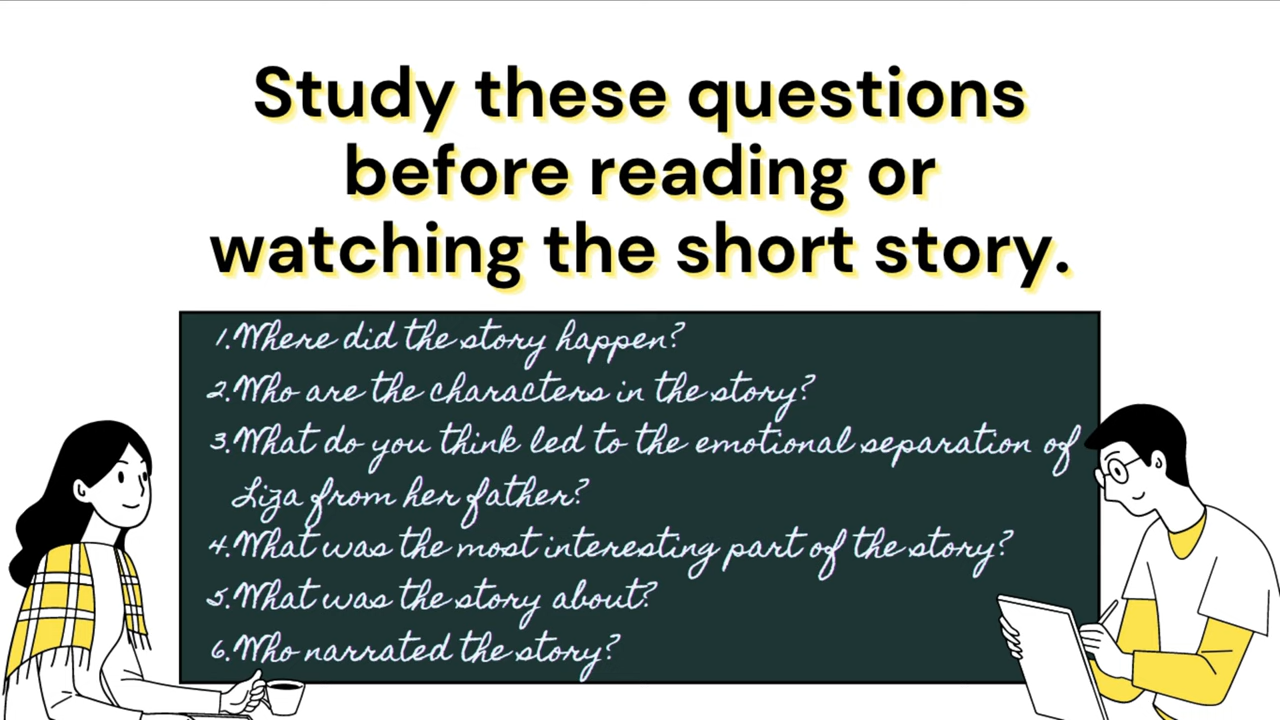 Study these questions
before reading or
watching the short story.
1.Where did the story happen?
2.Who are the characters in the story?
3.What do you think led to the emotional separation of
Liza from her father?
4.What was the most interesting part of the story?
5.What was the story about?
6.Who narrated the story?